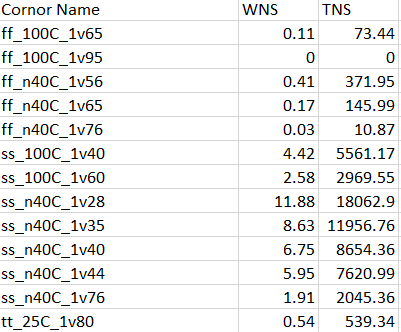 Cornor Name WNS TNS
ff_100C_1v65 0.11 73.44
ff_100C_1v95 0 0
ff_n40C_1v56 0.41 371.95
ff_n40C_1v65 0.17 145.99
ff_n40C_1v76 0.03 10.87
ss_100C_1v40 4.42 5561.17
ss_100C_1v60 2.58 2969.55
ss_n40C_1v28 11.88 18062.9
ss_n40C_1v35 8.63 11956.76
ss_n40C_1v40 6.75 8654.36
ss_n40C_1v44 5.95 7620.99
ss_n40C_1v76 1.91 2045.36
tt_25C_1v80 0.54 539.34